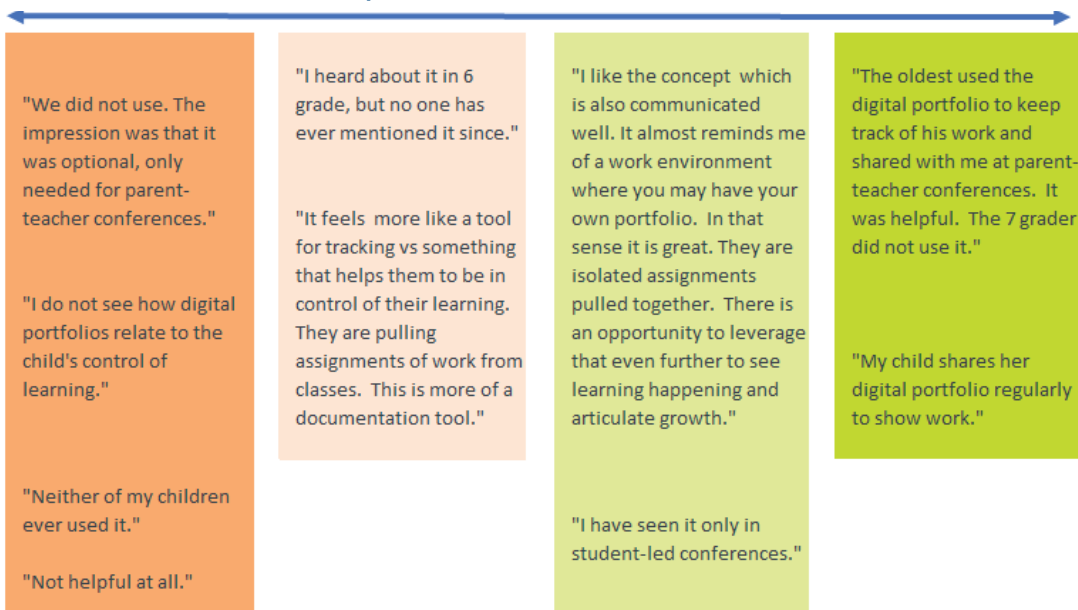 "We did not use. The
impression was that it
was optional, only
needed for parent-
teacher conferences."
"I do not see how digital
portfolios relate to the
child's control of
learning."
"Neither of my children
ever used it."
"Not helpful at all."
"I heard about it in 6
grade, but no one has
ever mentioned it since."
"It feels more like a tool
for tracking vs something
that helps them to be in
control of their learning.
They are pulling
assignments of work from
classes. This is more of a
documentation tool."
"I like the concept which
is also communicated
well. It almost reminds me
of a work environment
where you may have your
own portfolio. In that
sense it is great. They are
isolated assignments
pulled together. There is
an opportunity to leverage
that even further to see
learning happening and
articulate growth."
"I have seen it only in
student-led conferences."
"The oldest used the
digital portfolio to keep
track of his work and
shared with me at parent-
teacher conferences. It
was helpful. The 7 grader
did not use it."
"My child shares her
digital portfolio regularly
to show work."